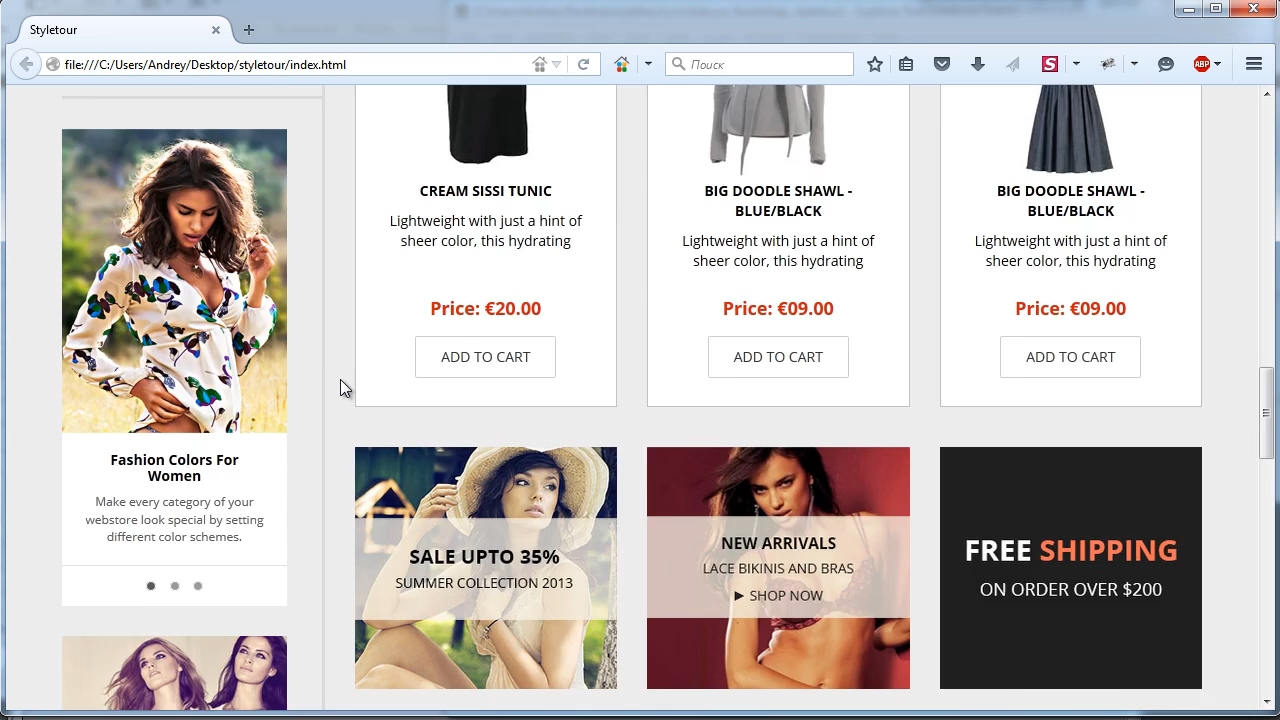 Styletour
file:///C:/Users/Andrey/Desktop/styletour/index.html
Поиск
S
ABP
CREAM SISSI TUNIC
Lightweight with just a hint of
sheer color, this hydrating
Price: €20.00
ADD TO CART
BIG DOODLE SHAWL -
BLUE/BLACK
Lightweight with just a hint of
sheer color, this hydrating
Price: €09.00
ADD TO CART
BIG DOODLE SHAWL -
BLUE/BLACK
Lightweight with just a hint of
sheer color, this hydrating
Price: €09.00
ADD TO CART
Fashion Colors For
Women
Make every category of your
webstore look special by setting
different color schemes.
SALE UPTO 35%
SUMMER COLLECTION 2013
NEW ARRIVALS
LACE BIKINIS AND BRAS
► SHOP NOW
FREE SHIPPING
ON ORDER OVER $200